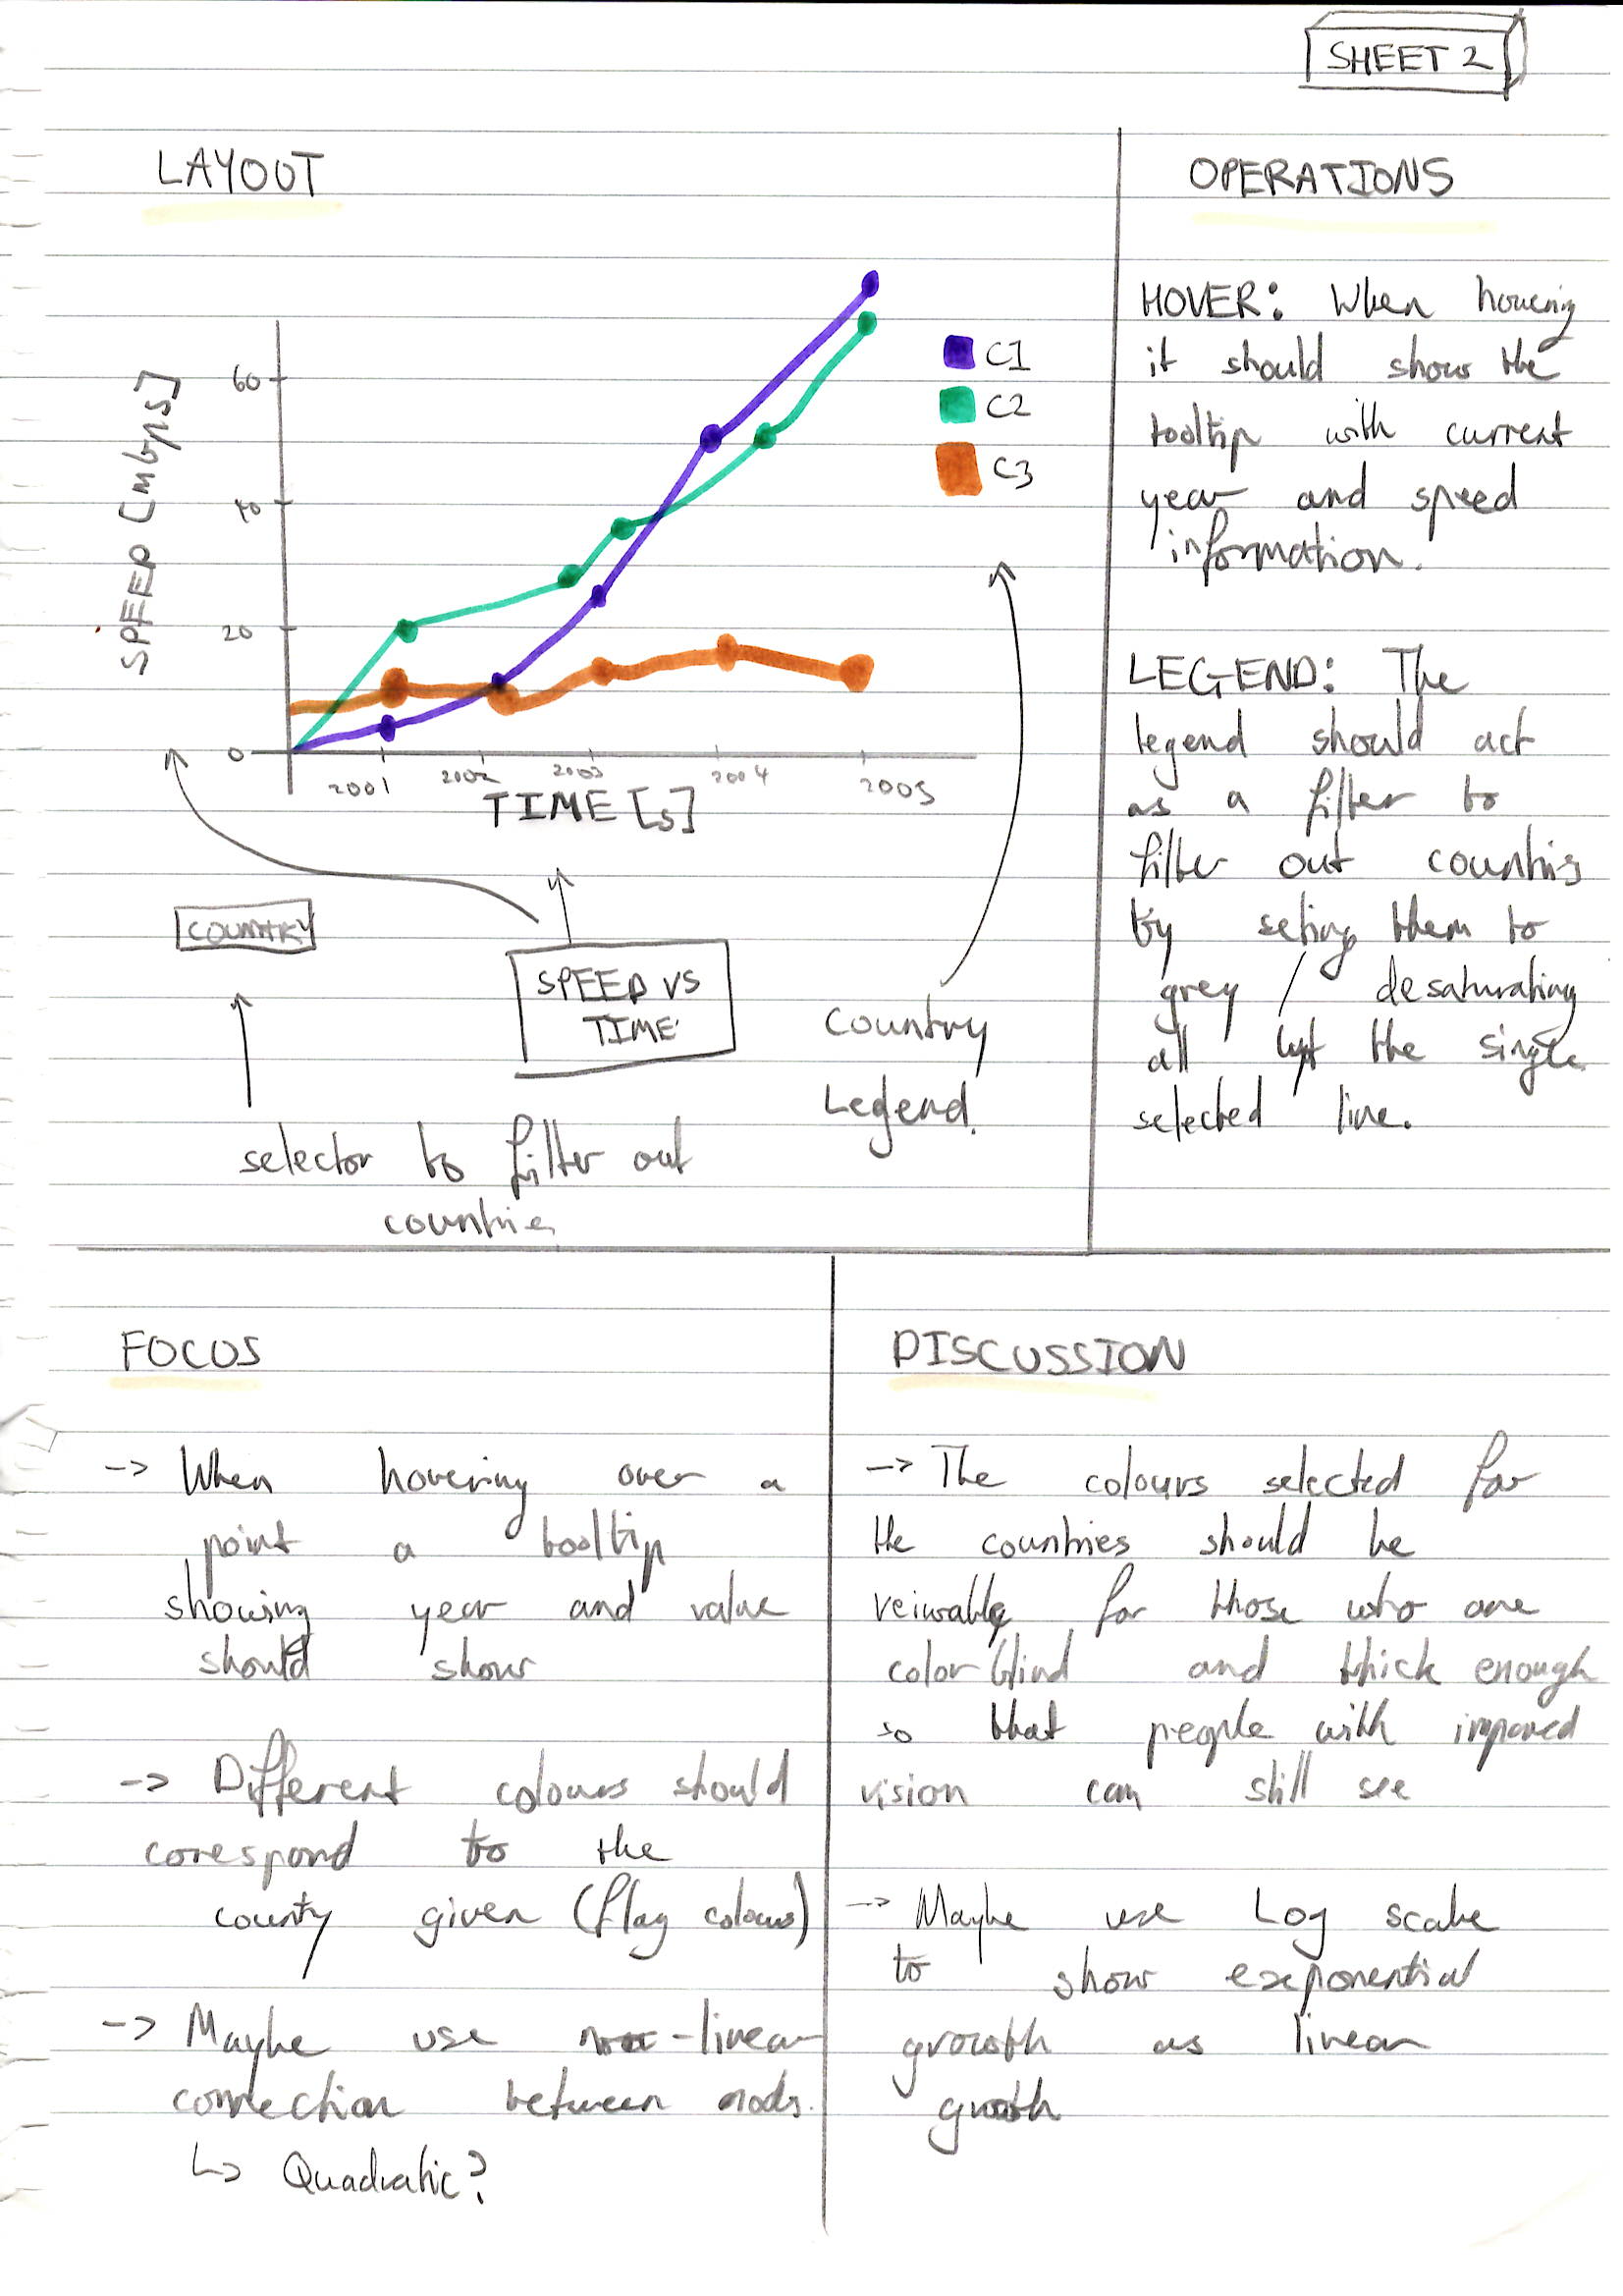 SHEET 2
LAYOUT
SPEED [mbps]
60
40
20
0
2001
2002
2003
2004
2005
TIME [s]
C1
C2
C3
COUNTRY
SPEED VS
TIME
Country
Legend.
selector to filter out
countries
OPERATIONS
HOVER: When hovering
it should show the
tooltip with current
year and speed
information.
LEGEND: The
legend should act
as a filter to
filter out countries
by seting them to
grey / desaturating
all but the single
selected line.
FOCUS
-> When hovering over a
point a tooltip
showing year and value
should show
-> Different colours should
corespond to the
county given (flag colours)
-> Maybe use non-linear
connection between nods.
↳ Quadratic?
DISCUSSION
-> The colours selected for
the countries should be
veiwable for those who are
color blind and thick enough
so that people with impared
vision can still see
-> Maybe use Log scale
to show exponential
growth as linear
growth